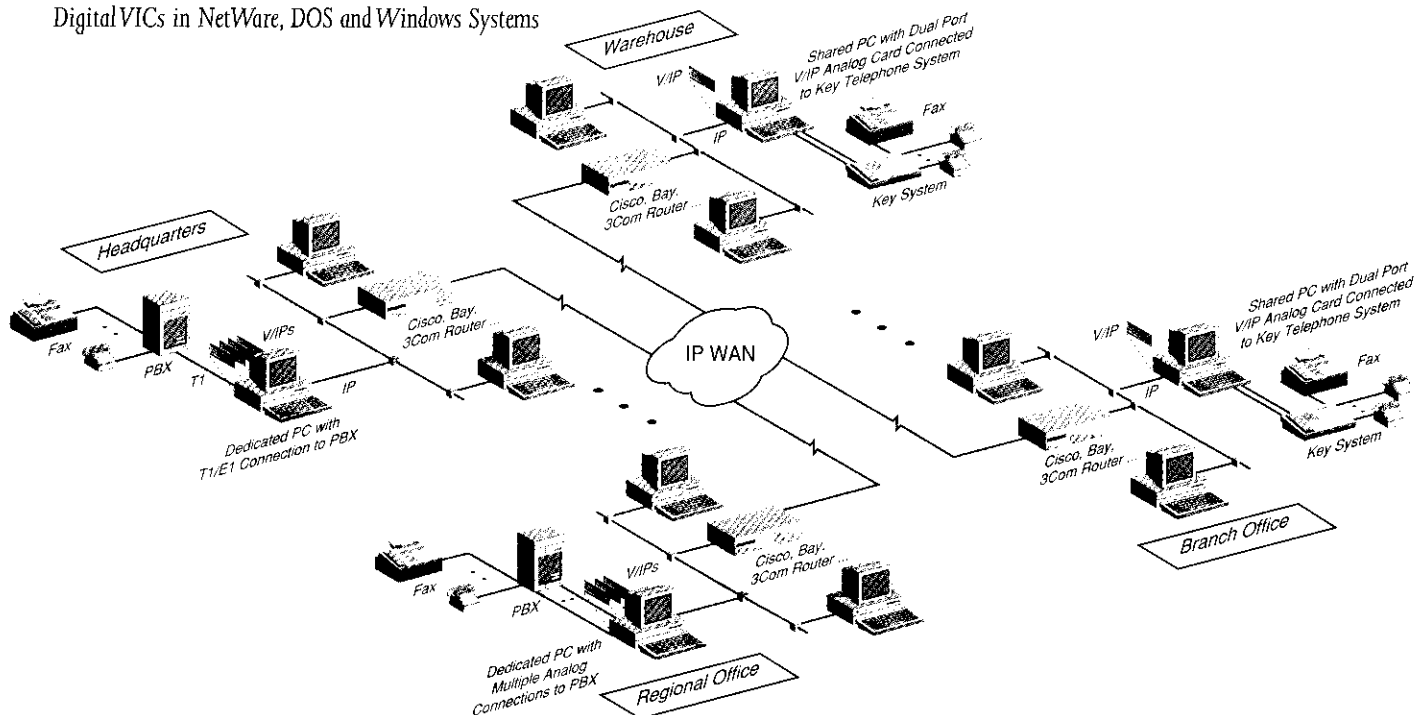 Digital VICs in NetWare, DOS and Windows Systems
Warehouse
V/IP
Shared PC with Dual Port
V/IP Analog Card Connected
to Key Telephone System
Fax
IP
Key System
Cisco, Bay,
3Com Router ...
Headquarters
Fax
PBX
T1
V/IPs
IP
Cisco, Bay,
3Com Router ...
Dedicated PC with
T1/E1 Connection to PBX
IP WAN
Shared PC with Dual Port
V/IP Analog Card Connected
to Key Telephone System
V/IP
Fax
IP
Key System
Cisco, Bay,
3Com Router ...
Branch Office
Fax
PBX
V/IPs
Cisco, Bay,
3Com Router ...
Dedicated PC with
Multiple Analog
Connections to PBX
Regional Office